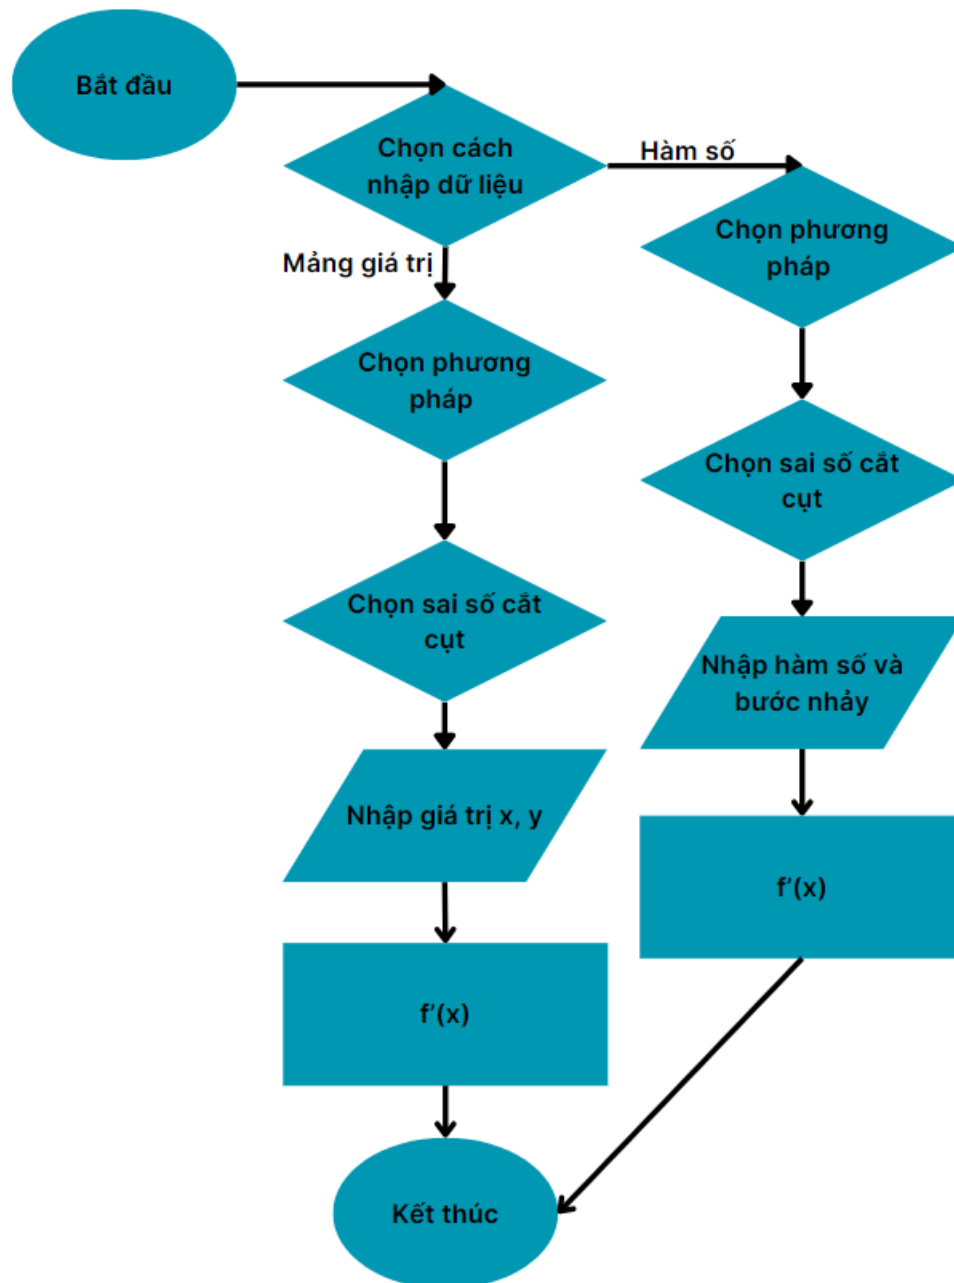 Bắt đầu
Chọn cách
nhập dữ liệu
Hàm số
Chọn phương
pháp
Mảng giá trị
Chọn phương
pháp
Chọn sai số cắt
cụt
Chọn sai số cắt
cụt
Nhập hàm số và
bước nhảy
Nhập giá trị x, y
f’(x)
f’(x)
Kết thúc